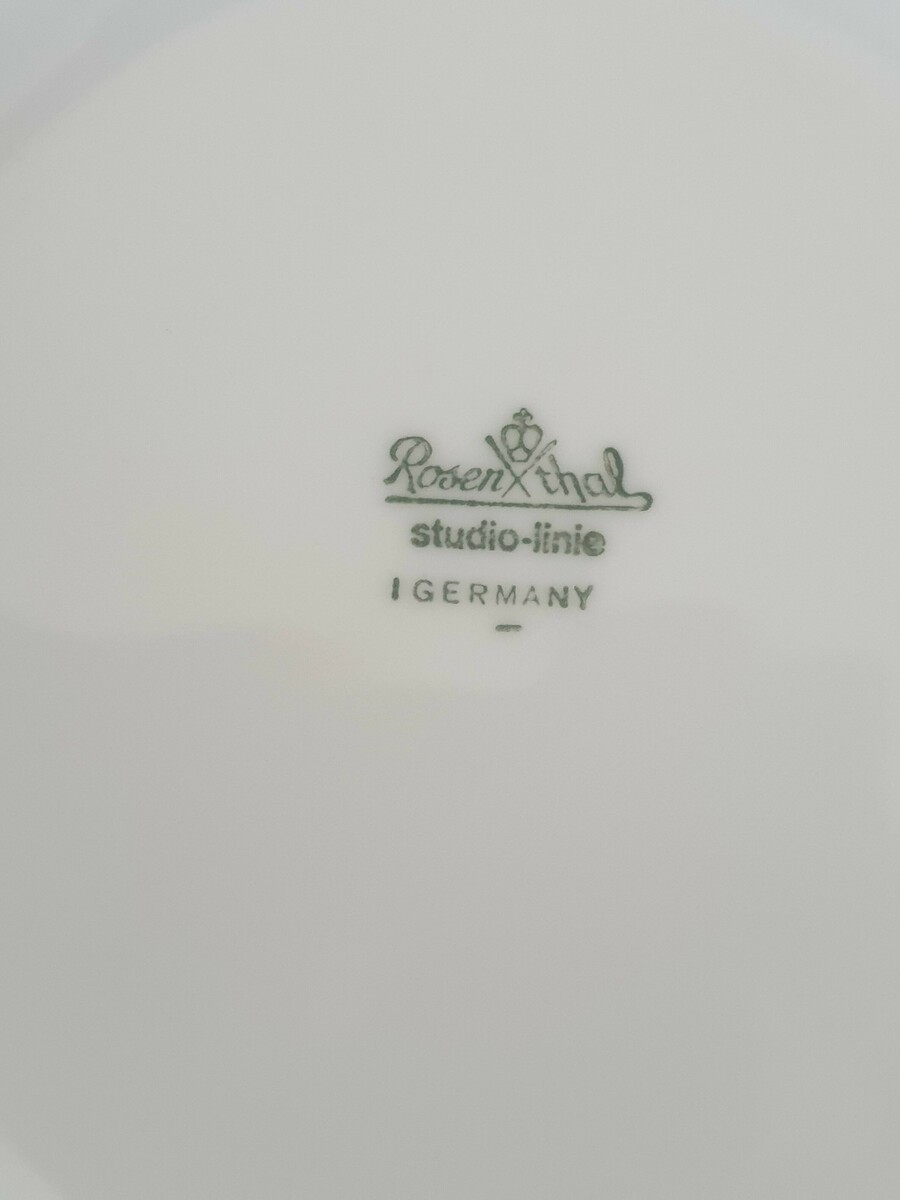 Rosenthal
studio-linie
I GERMANY